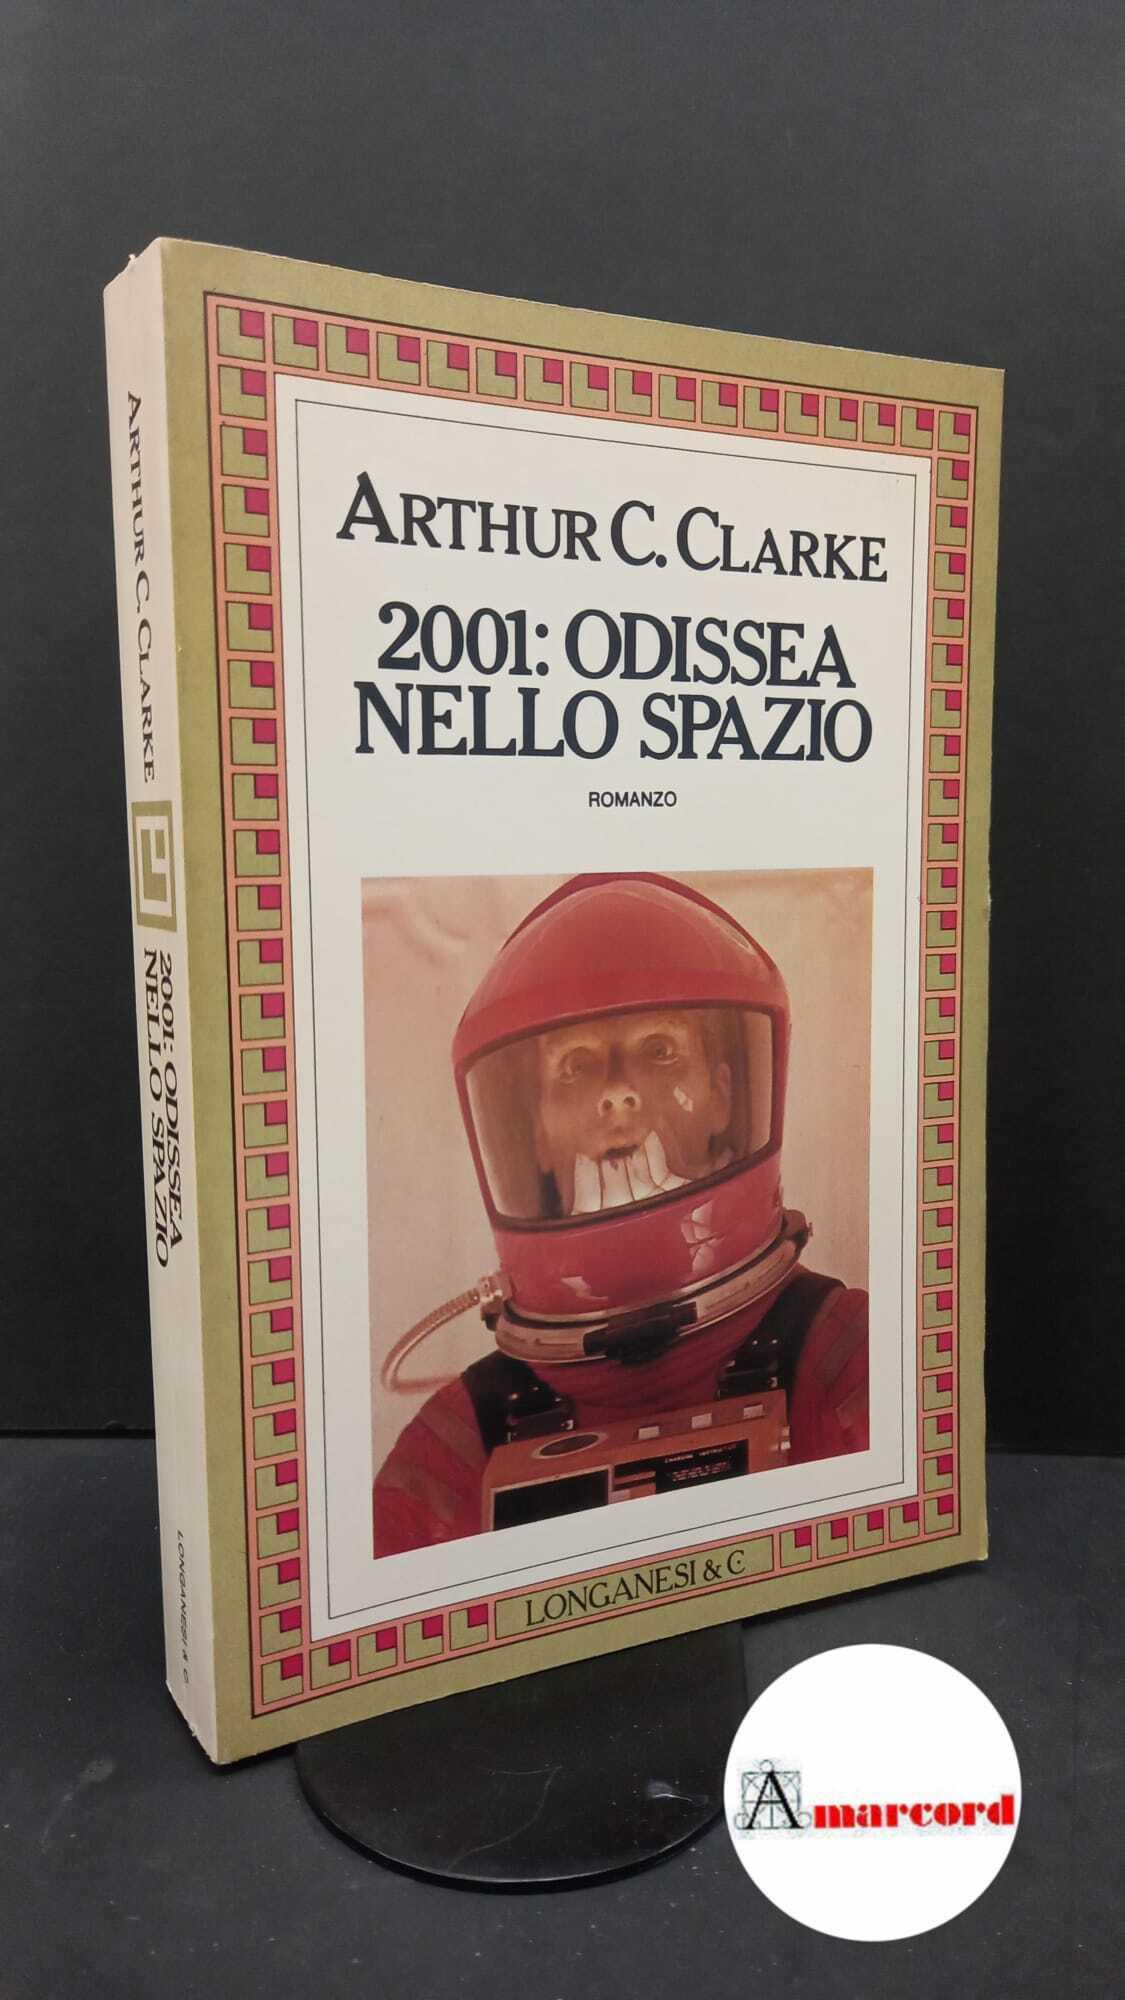 ARTHUR C. CLARKE
2001: ODISSEA
NELLO SPAZIO
ROMANZO
LONGANESI & C.
ARTHUR C. CLARKE
2001: ODISSEA
NELLO SPAZIO
LONGANESI & C.
Amarcord